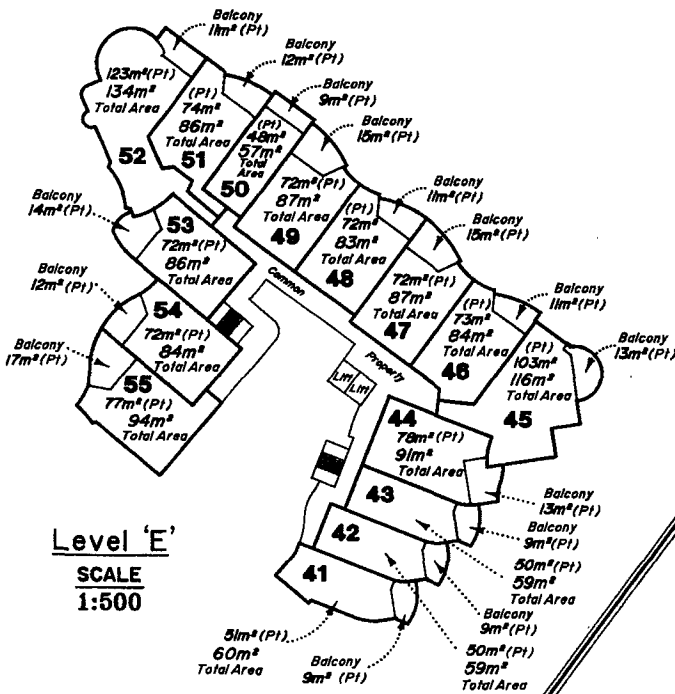 Balcony
11m² (Pt)
Balcony
12m² (Pt)
Balcony
9m² (Pt)
Balcony
15m² (Pt)
123m² (Pt)
134m²
Total Area
52
(Pt)
74m²
86m²
Total Area
51
(Pt)
48m²
57m²
Total
Area
50
72m² (Pt)
87m²
Total Area
49
Balcony
11m² (Pt)
Balcony
15m² (Pt)
(Pt)
72m²
83m²
Total Area
48
72m² (Pt)
87m²
Total Area
47
Balcony
11m² (Pt)
(Pt)
73m²
84m²
Total Area
46
Balcony
13m² (Pt)
(Pt)
103m²
116m²
Total Area
45
Balcony
14m² (Pt)
53
72m² (Pt)
86m²
Total Area
Balcony
12m² (Pt)
54
72m² (Pt)
84m²
Total Area
Balcony
17m² (Pt)
55
77m² (Pt)
94m²
Total Area
Common
Property
Lift
Lift
44
78m² (Pt)
91m²
Total Area
Balcony
13m² (Pt)
43
Balcony
9m² (Pt)
50m² (Pt)
59m²
Total Area
42
Balcony
9m² (Pt)
50m² (Pt)
59m²
Total Area
41
51m² (Pt)
60m²
Total Area
Balcony
9m² (Pt)
Level 'E'
SCALE
1:500